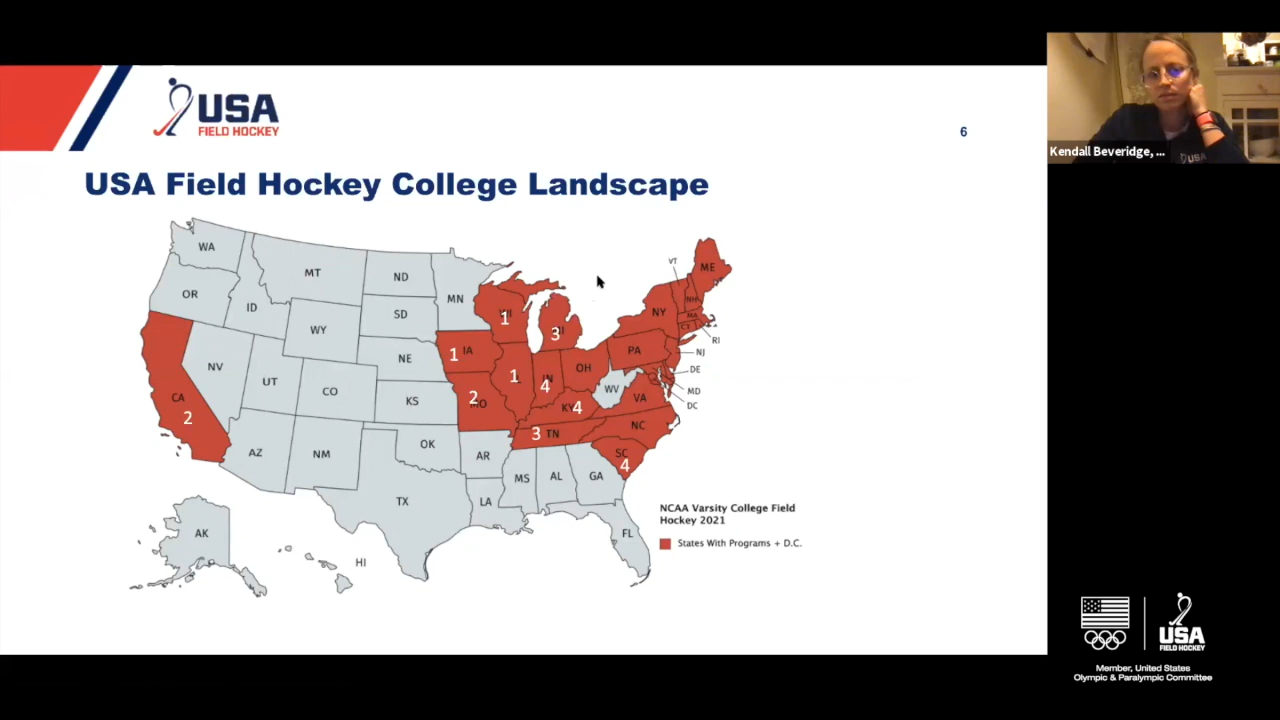 USA
FIELD HOCKEY
6
Kendall Beveridge, ...
USA
USA Field Hockey College Landscape
WA
MT
ND
MN
OR
ID
SD
WY
NV
NE
UT
CO
KS
CA
2
AZ
NM
OK
TX
AR
LA
MS
AL
GA
FL
AK
HI
1
3
1 IA
1
2
4
OH
KY 4
3 TN
SC
4
NC
VA
WV
PA
NY
VT
ME
NH
MA
CT
RI
NJ
DE
MD
DC
NCAA Varsity College Field
Hockey 2021
States With Programs + D.C.
USA
FIELD HOCKEY
Member, United States
Olympic & Paralympic Committee